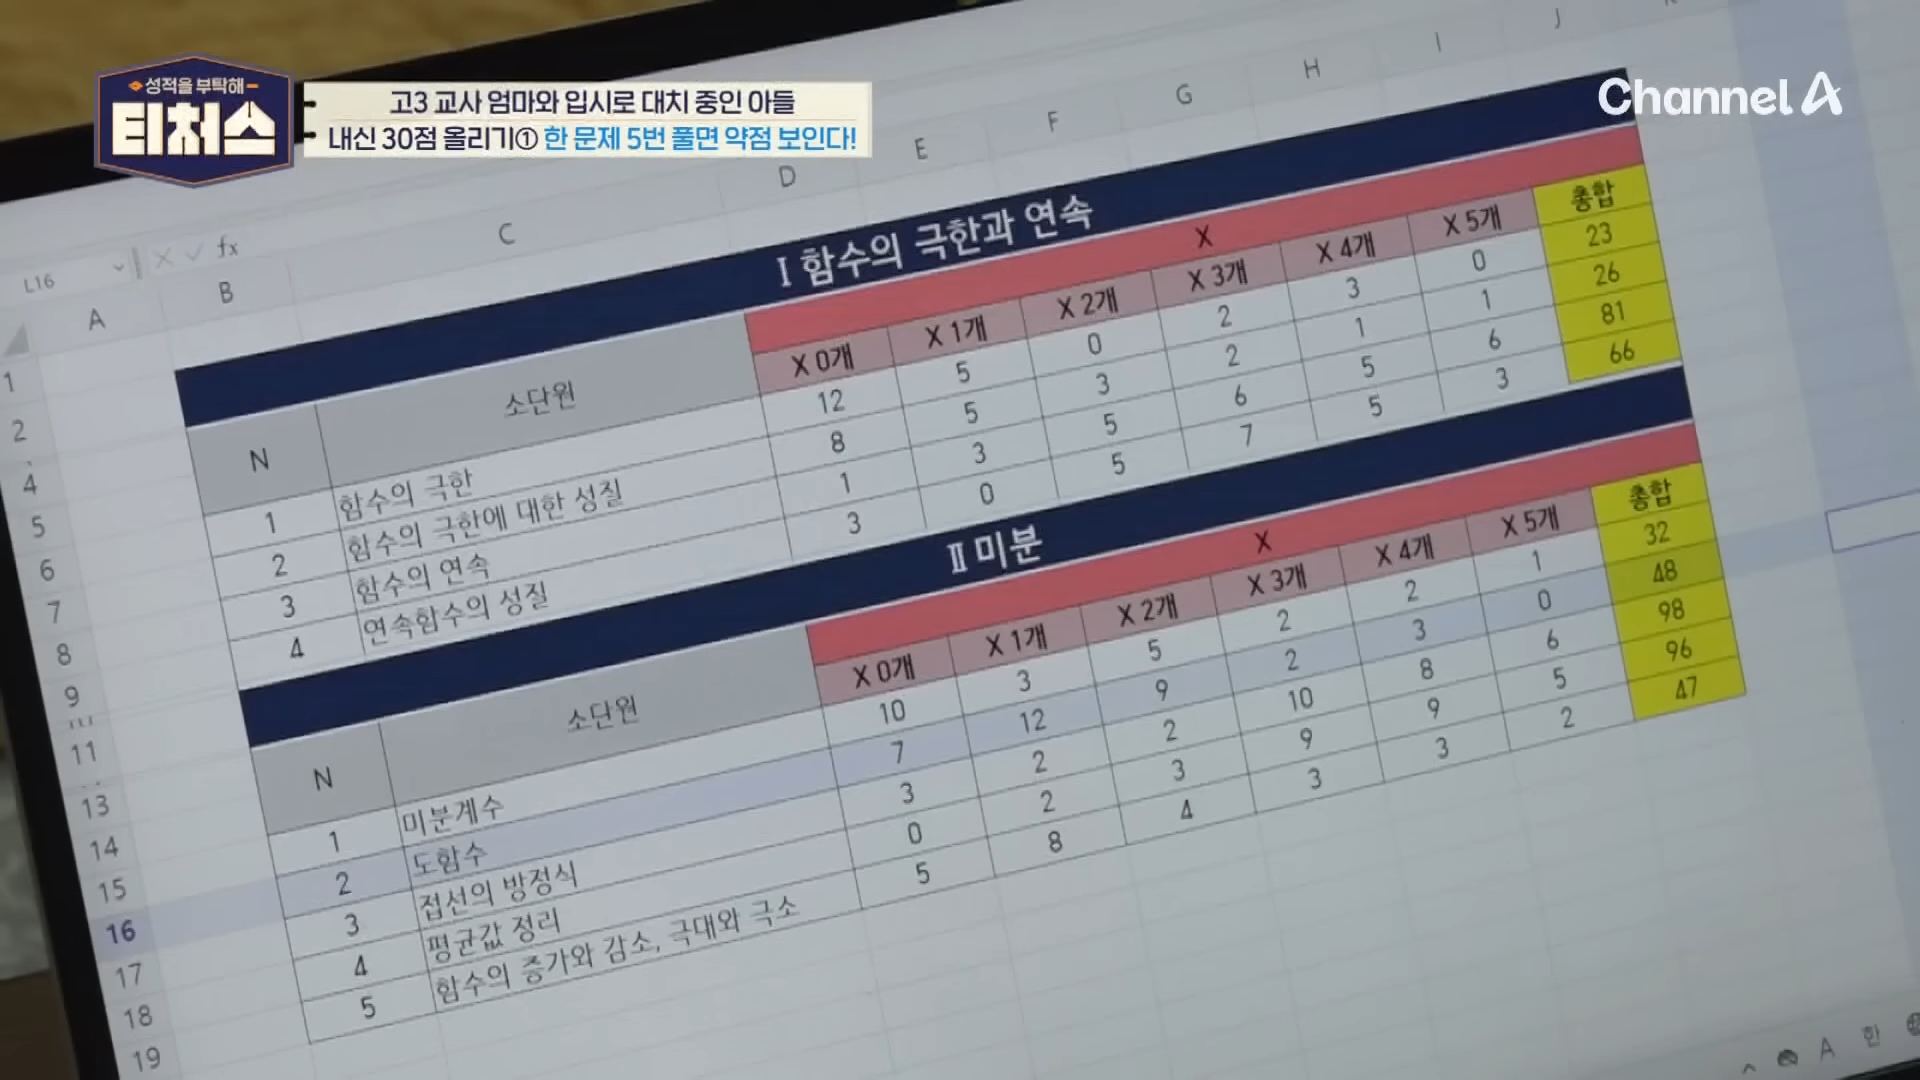 성적을 부탁해
티처스
고3 교사 엄마와 입시로 대치 중인 아들
내신 30점 올리기① 한 문제 5번 풀면 약점 보인다!
Channel A
L16 fx
A B C D E F G H I J
Ⅰ 함수의 극한과 연속
N 소단원 X 총합
X 0개 X 1개 X 2개 X 3개 X 4개 X 5개
1 함수의 극한 12 5 0 2 3 0 23
2 함수의 극한에 대한 성질 8 5 3 2 1 1 26
3 함수의 연속 1 3 5 6 5 6 81
4 연속함수의 성질 3 0 5 7 5 3 66
Ⅱ 미분
N 소단원 X 총합
X 0개 X 1개 X 2개 X 3개 X 4개 X 5개
1 미분계수 10 3 5 2 2 1 32
2 도함수 7 12 9 2 3 0 48
3 접선의 방정식 3 2 2 10 8 6 98
4 평균값 정리 0 2 3 9 9 5 96
5 함수의 증가와 감소, 극대와 극소 5 8 4 3 3 2 47
1
2
4
5
6
7
8
9
11
13
14
15
16
17
18
19
A 한